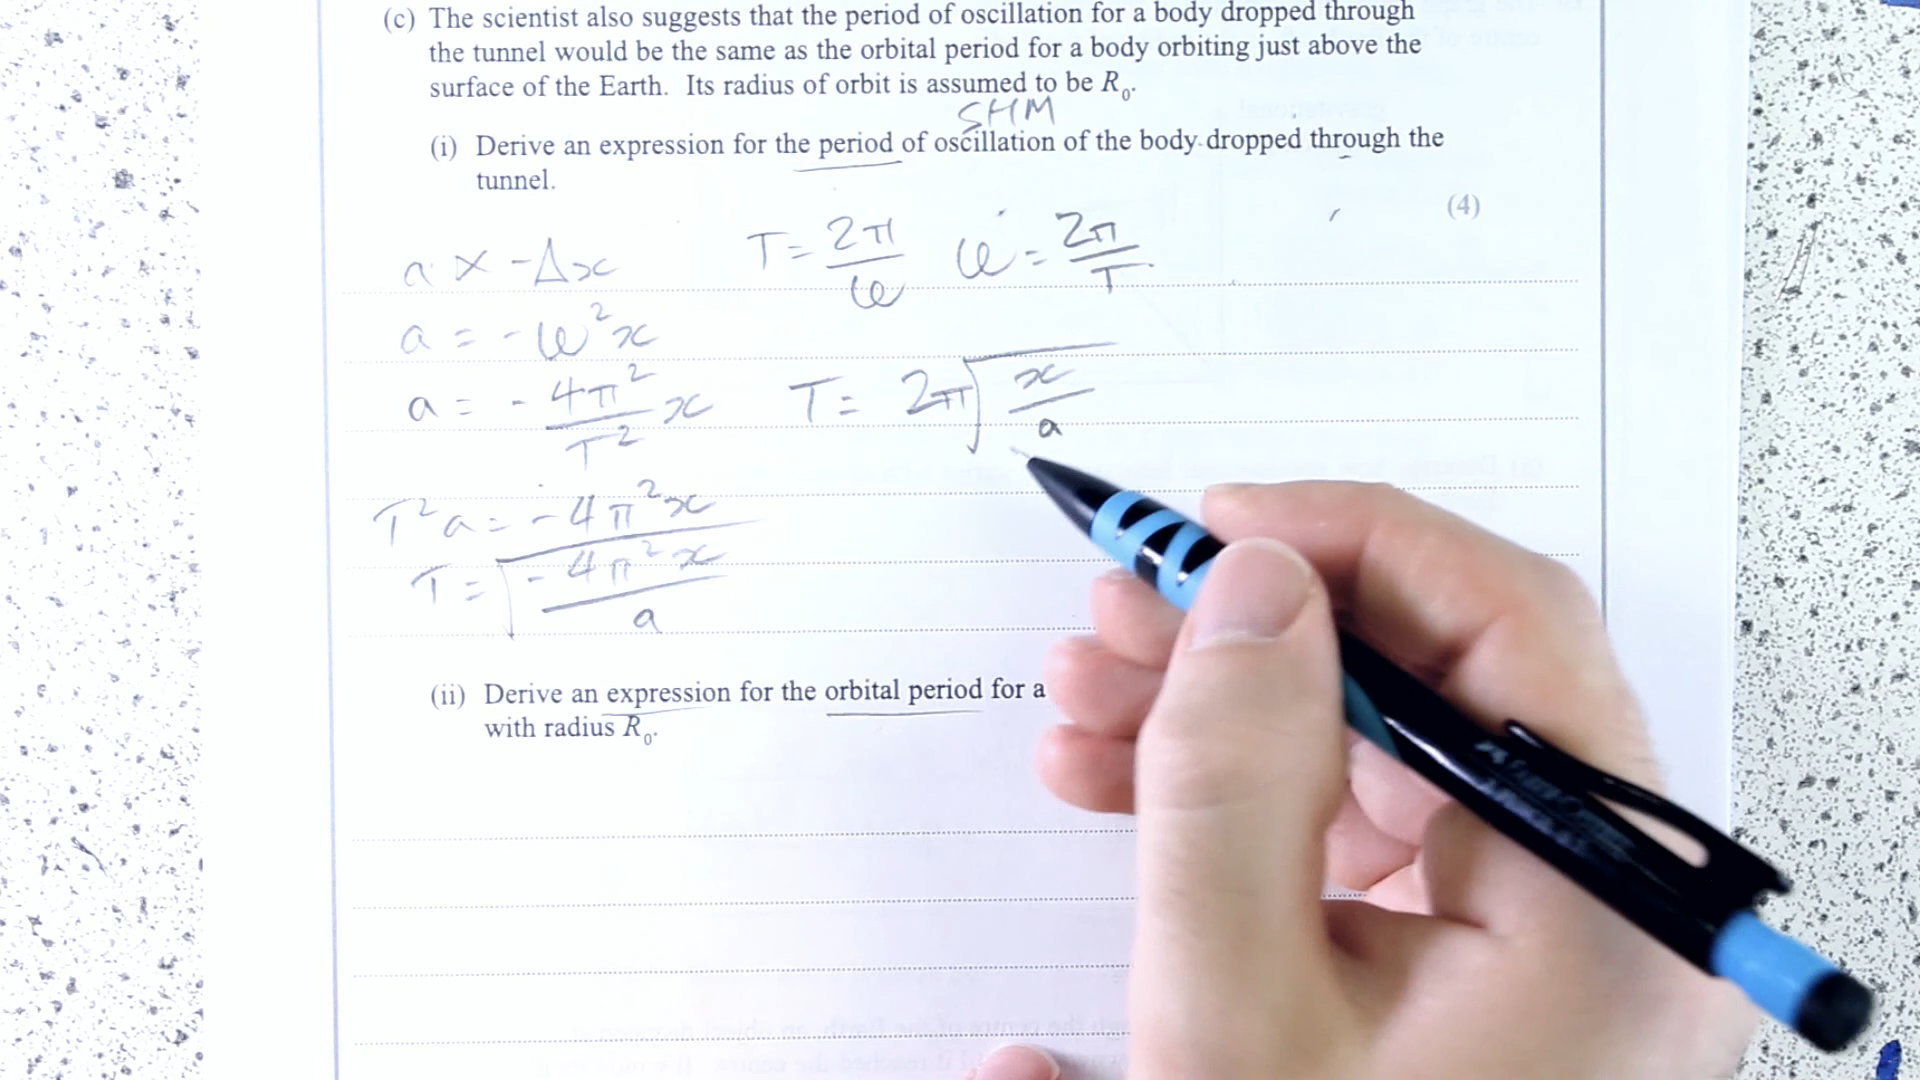 (c) The scientist also suggests that the period of oscillation for a body dropped through
the tunnel would be the same as the orbital period for a body orbiting just above the
surface of the Earth. Its radius of orbit is assumed to be R₀.
SHM
(i) Derive an expression for the period of oscillation of the body dropped through the
tunnel.
(4)
a ∝ -Δx T = 2π/ω ω = 2π/T
a = -ω²x
a = - 4π²/T² x T = 2π√(x/a)
T²a = -4π²x
T = √(-4π²x/a)
(ii) Derive an expression for the orbital period for a
with radius R₀.